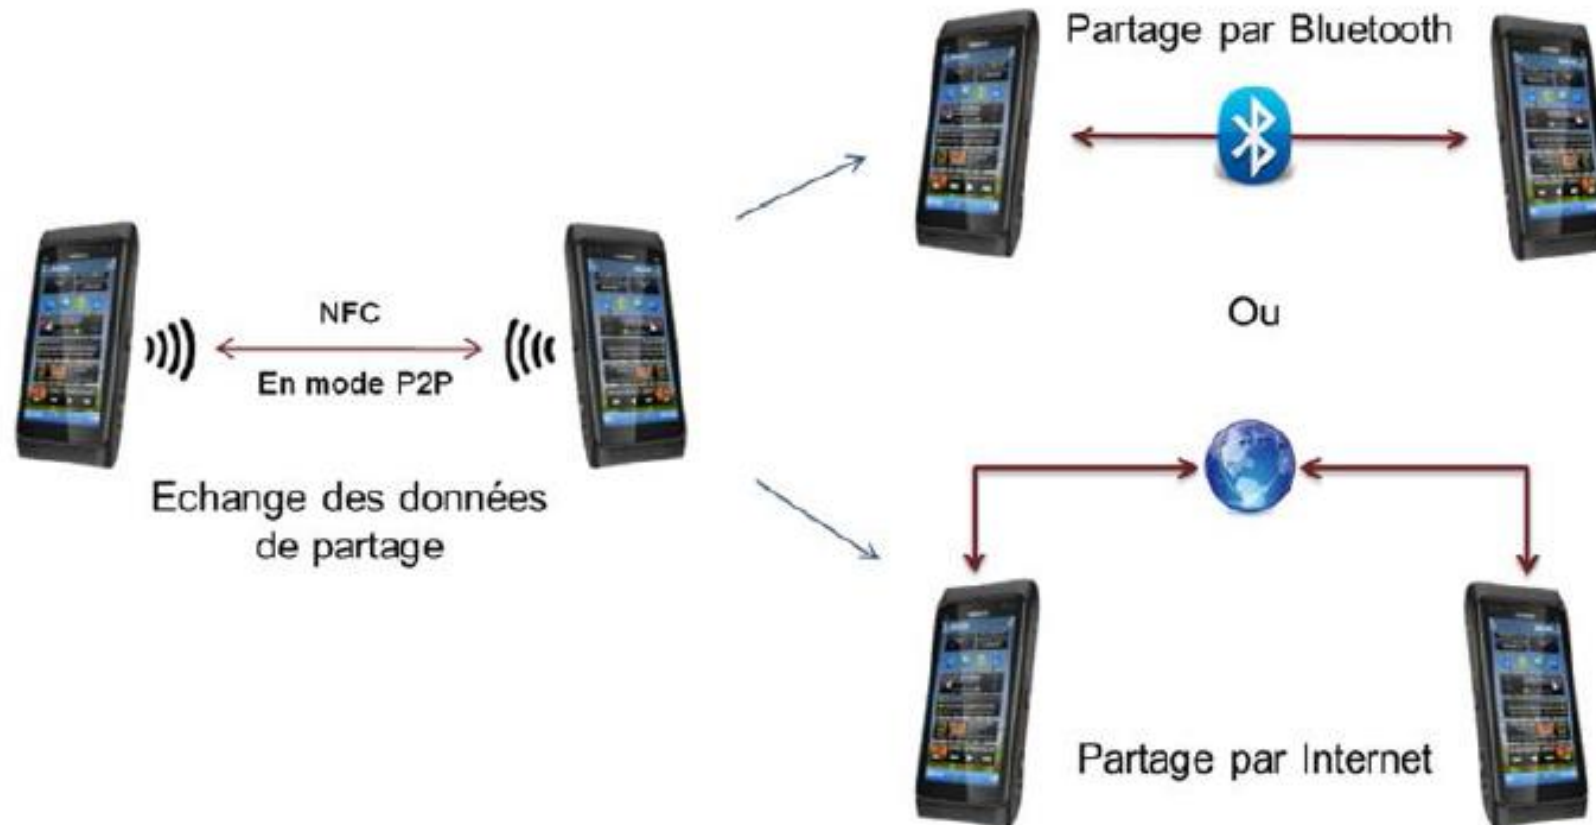 NFC
En mode P2P
Echange des données
de partage
Partage par Bluetooth
Ou
Partage par Internet